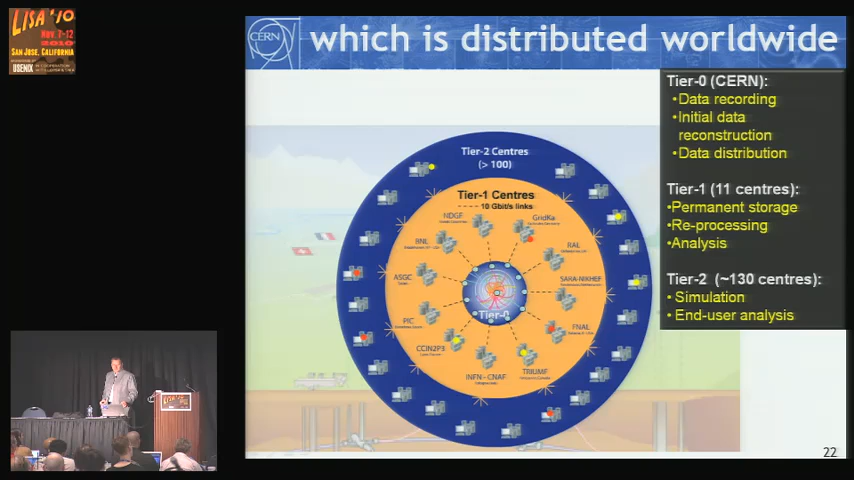 LISA'10
Nov. 7-12
2010
SAN JOSE, CALIFORNIA
USENIX
CERN
which is distributed worldwide
Tier-0 (CERN):
•Data recording
•Initial data
reconstruction
•Data distribution
Tier-1 (11 centres):
•Permanent storage
•Re-processing
•Analysis
Tier-2 (~130 centres):
• Simulation
• End-user analysis
Tier-2 Centres
(> 100)
Tier-1 Centres
10 Gbit/s links
NDGF
GridKa
BNL
RAL
ASGC
SARA-NIKHEF
Tier-0
PIC
FNAL
CCIN2P3
TRIUMF
INFN - CNAF
LISA'10
22